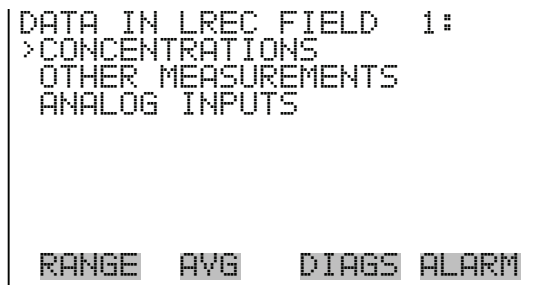 DATA IN LREC FIELD 1:
>CONCENTRATIONS
OTHER MEASUREMENTS
ANALOG INPUTS
RANGE AVG DIAGS ALARM